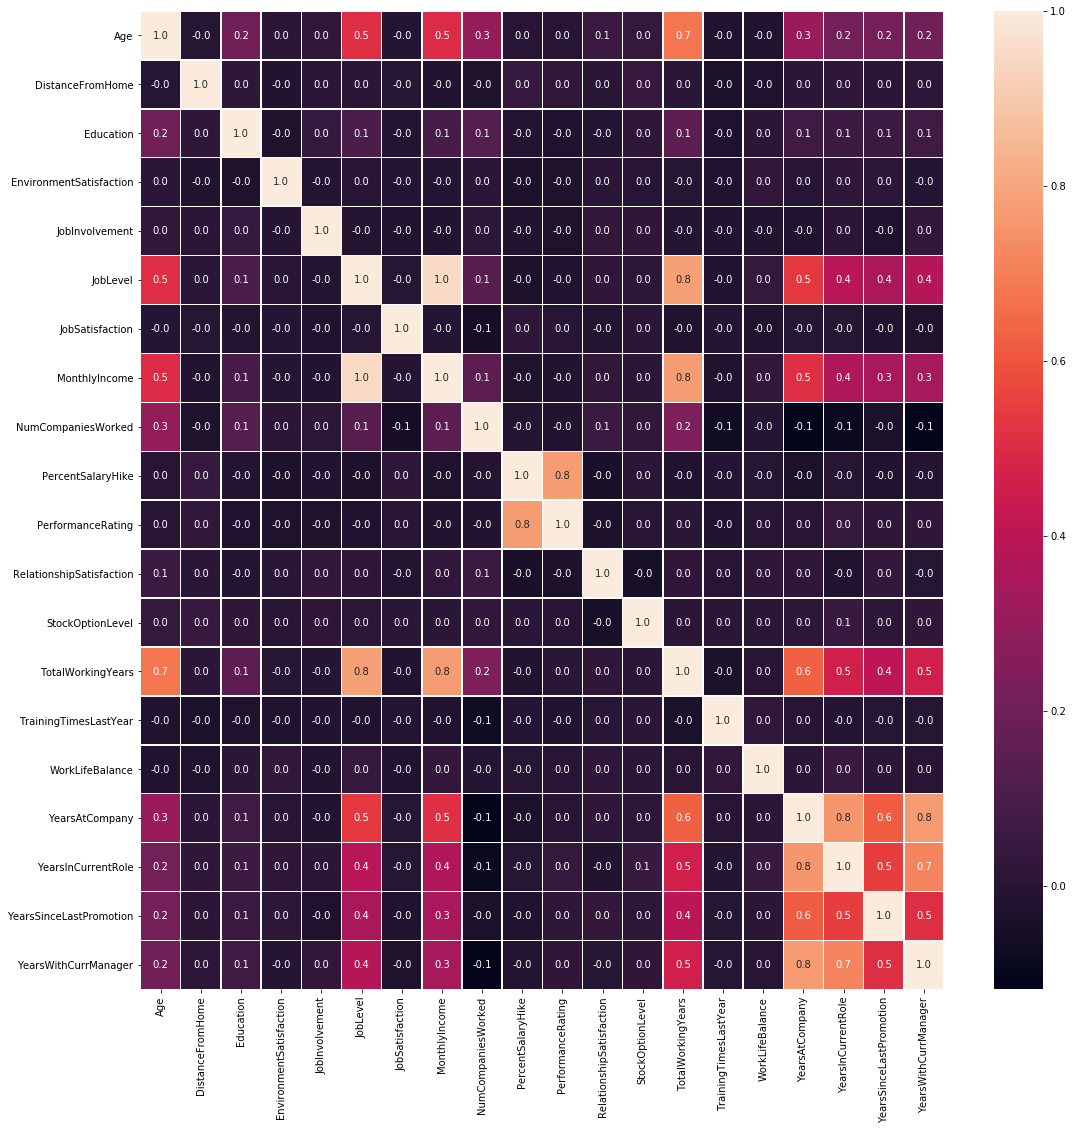 Age 1.0 -0.0 0.2 0.0 0.0 0.5 -0.0 0.5 0.3 0.0 0.0 0.1 0.0 0.7 -0.0 -0.0 0.3 0.2 0.2 0.2
DistanceFromHome -0.0 1.0 0.0 -0.0 0.0 0.0 -0.0 -0.0 -0.0 0.0 0.0 0.0 0.0 0.0 -0.0 -0.0 0.0 0.0 0.0 0.0
Education 0.2 0.0 1.0 -0.0 0.0 0.1 -0.0 0.1 0.1 -0.0 -0.0 -0.0 0.0 0.1 -0.0 0.0 0.1 0.1 0.1 0.1
EnvironmentSatisfaction 0.0 -0.0 -0.0 1.0 -0.0 0.0 -0.0 -0.0 0.0 -0.0 -0.0 0.0 0.0 -0.0 -0.0 0.0 0.0 0.0 0.0 -0.0
JobInvolvement 0.0 0.0 0.0 -0.0 1.0 -0.0 -0.0 -0.0 0.0 -0.0 -0.0 0.0 0.0 -0.0 -0.0 -0.0 -0.0 0.0 -0.0 0.0
JobLevel 0.5 0.0 0.1 0.0 -0.0 1.0 -0.0 1.0 0.1 -0.0 -0.0 0.0 0.0 0.8 -0.0 0.0 0.5 0.4 0.4 0.4
JobSatisfaction -0.0 -0.0 -0.0 -0.0 -0.0 -0.0 1.0 -0.0 -0.1 0.0 0.0 -0.0 0.0 -0.0 -0.0 -0.0 -0.0 -0.0 -0.0 -0.0
MonthlyIncome 0.5 -0.0 0.1 -0.0 -0.0 1.0 -0.0 1.0 0.1 -0.0 -0.0 0.0 0.0 0.8 -0.0 0.0 0.5 0.4 0.3 0.3
NumCompaniesWorked 0.3 -0.0 0.1 0.0 0.0 0.1 -0.1 0.1 1.0 -0.0 -0.0 0.1 0.0 0.2 -0.1 -0.0 -0.1 -0.1 -0.0 -0.1
PercentSalaryHike 0.0 0.0 -0.0 -0.0 -0.0 -0.0 0.0 -0.0 -0.0 1.0 0.8 -0.0 0.0 -0.0 -0.0 -0.0 -0.0 -0.0 -0.0 -0.0
PerformanceRating 0.0 0.0 -0.0 -0.0 -0.0 -0.0 0.0 -0.0 -0.0 0.8 1.0 -0.0 0.0 0.0 -0.0 0.0 0.0 0.0 0.0 0.0
RelationshipSatisfaction 0.1 0.0 -0.0 0.0 0.0 0.0 -0.0 0.0 0.1 -0.0 -0.0 1.0 -0.0 0.0 0.0 0.0 0.0 -0.0 0.0 -0.0
StockOptionLevel 0.0 0.0 0.0 0.0 0.0 0.0 0.0 0.0 0.0 0.0 0.0 -0.0 1.0 0.0 0.0 0.0 0.0 0.1 0.0 0.0
TotalWorkingYears 0.7 0.0 0.1 -0.0 -0.0 0.8 -0.0 0.8 0.2 -0.0 0.0 0.0 0.0 1.0 -0.0 0.0 0.6 0.5 0.4 0.5
TrainingTimesLastYear -0.0 -0.0 -0.0 -0.0 -0.0 -0.0 -0.0 -0.0 -0.1 -0.0 -0.0 0.0 0.0 -0.0 1.0 0.0 0.0 -0.0 -0.0 -0.0
WorkLifeBalance -0.0 -0.0 0.0 0.0 -0.0 0.0 -0.0 0.0 -0.0 -0.0 0.0 0.0 0.0 0.0 0.0 1.0 0.0 0.0 0.0 0.0
YearsAtCompany 0.3 0.0 0.1 0.0 -0.0 0.5 -0.0 0.5 -0.1 -0.0 0.0 0.0 0.0 0.6 0.0 0.0 1.0 0.8 0.6 0.8
YearsInCurrentRole 0.2 0.0 0.1 0.0 0.0 0.4 -0.0 0.4 -0.1 -0.0 0.0 -0.0 0.1 0.5 -0.0 0.0 0.8 1.0 0.5 0.7
YearsSinceLastPromotion 0.2 0.0 0.1 0.0 -0.0 0.4 -0.0 0.3 -0.0 -0.0 0.0 0.0 0.0 0.4 -0.0 0.0 0.6 0.5 1.0 0.5
YearsWithCurrManager 0.2 0.0 0.1 -0.0 0.0 0.4 -0.0 0.3 -0.1 -0.0 0.0 -0.0 0.0 0.5 -0.0 0.0 0.8 0.7 0.5 1.0
Age
DistanceFromHome
Education
EnvironmentSatisfaction
JobInvolvement
JobLevel
JobSatisfaction
MonthlyIncome
NumCompaniesWorked
PercentSalaryHike
PerformanceRating
RelationshipSatisfaction
StockOptionLevel
TotalWorkingYears
TrainingTimesLastYear
WorkLifeBalance
YearsAtCompany
YearsInCurrentRole
YearsSinceLastPromotion
YearsWithCurrManager
1.0
0.8
0.6
0.4
0.2
0.0